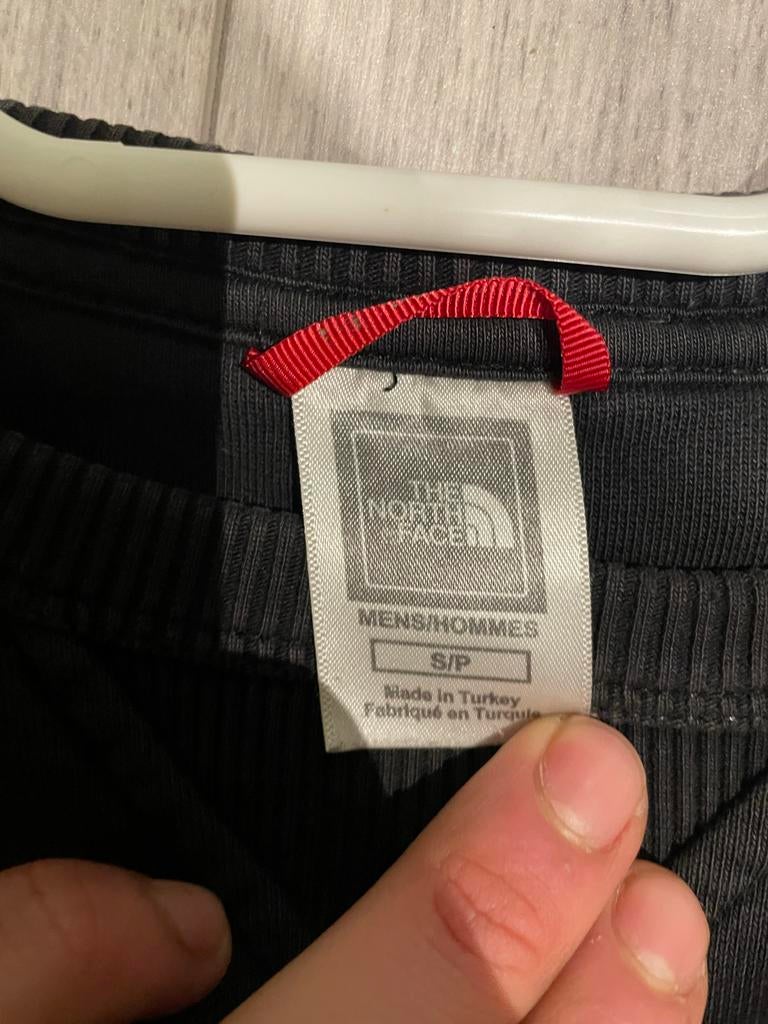 THE
NORTH
FACE
MENS/HOMMES
S/P
Made in Turkey
Fabriqué en Turquie